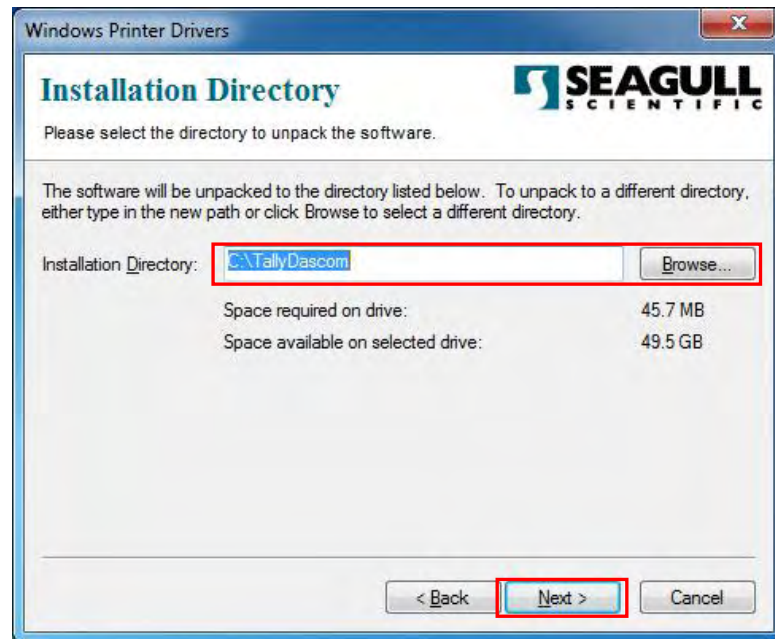 Windows Printer Drivers
Installation Directory
SEAGULL
SCIENTIFIC
Please select the directory to unpack the software.
The software will be unpacked to the directory listed below. To unpack to a different directory,
either type in the new path or click Browse to select a different directory.
Installation Directory: C:\TallyDascom Browse...
Space required on drive: 45.7 MB
Space available on selected drive: 49.5 GB
< Back Next > Cancel